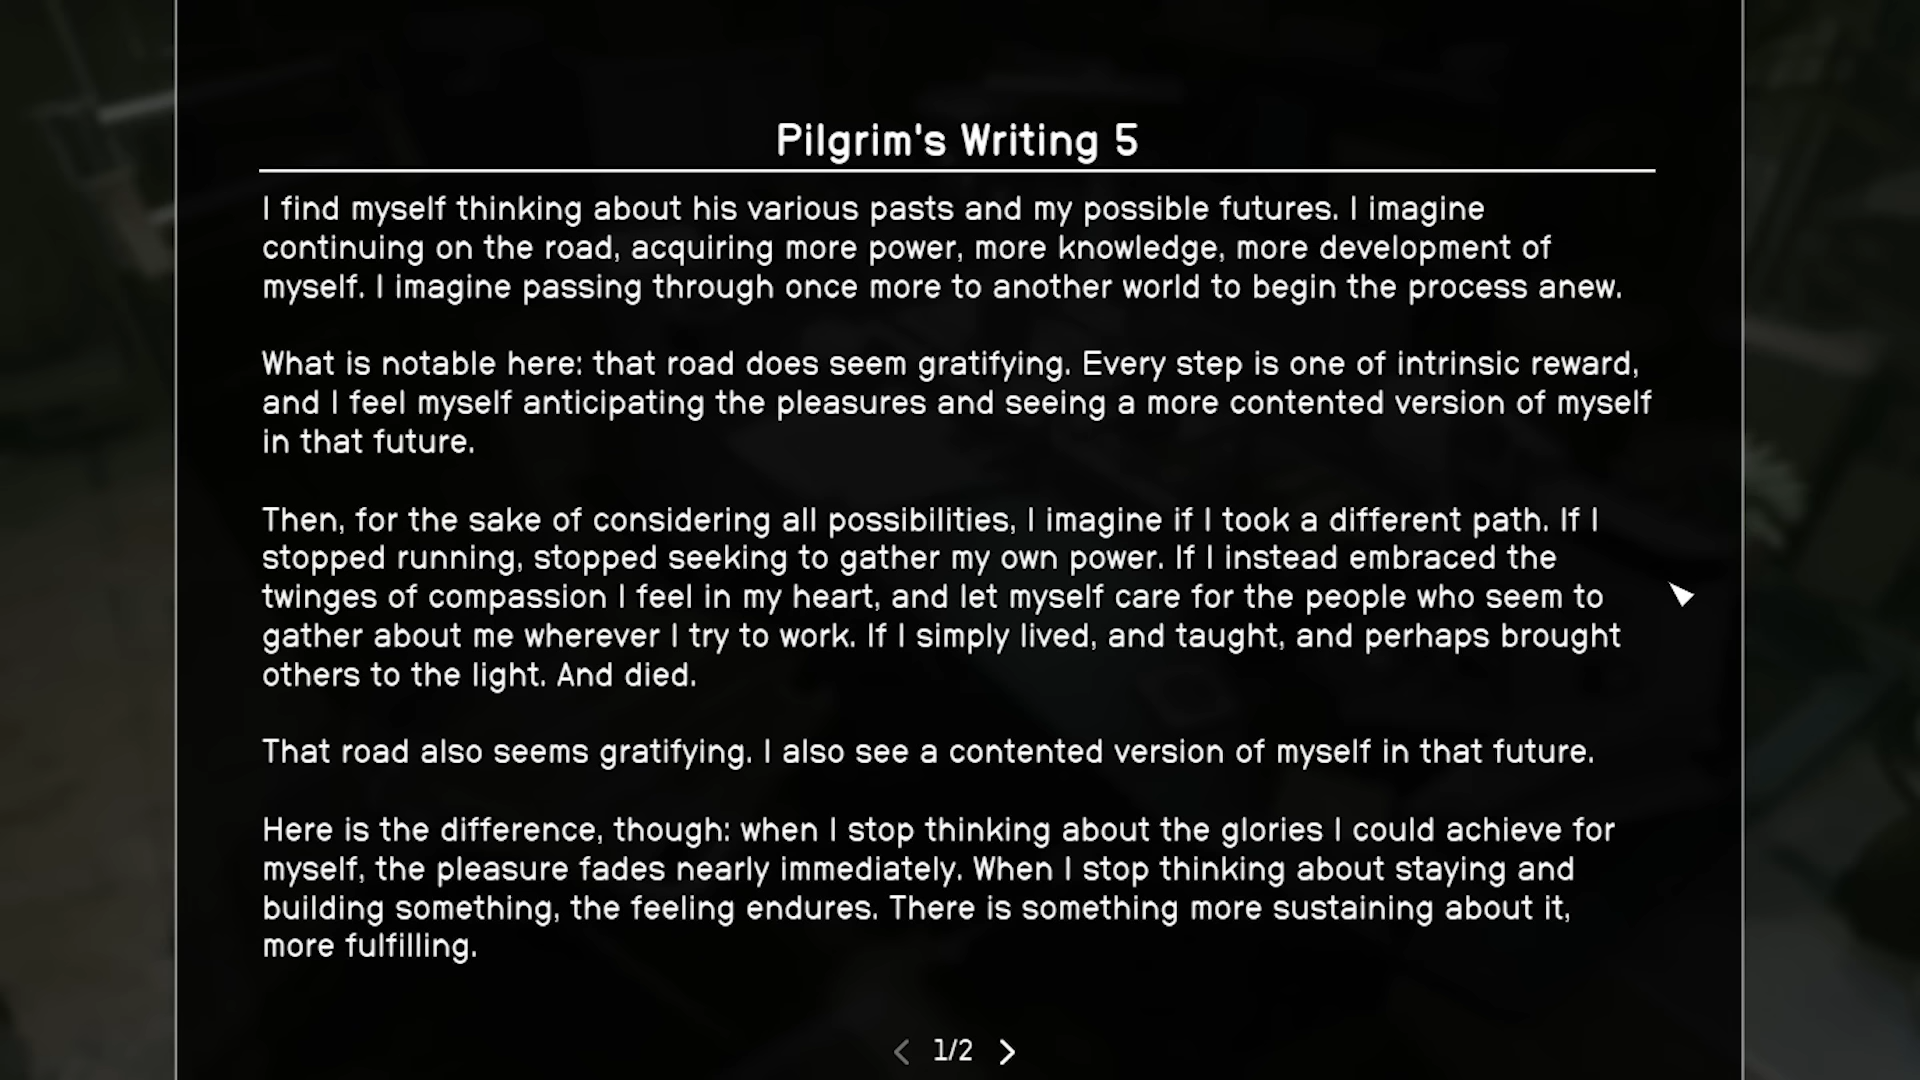 Pilgrim's Writing 5
I find myself thinking about his various pasts and my possible futures. I imagine
continuing on the road, acquiring more power, more knowledge, more development of
myself. I imagine passing through once more to another world to begin the process anew.
What is notable here: that road does seem gratifying. Every step is one of intrinsic reward,
and I feel myself anticipating the pleasures and seeing a more contented version of myself
in that future.
Then, for the sake of considering all possibilities, I imagine if I took a different path. If I
stopped running, stopped seeking to gather my own power. If I instead embraced the
twinges of compassion I feel in my heart, and let myself care for the people who seem to
gather about me wherever I try to work. If I simply lived, and taught, and perhaps brought
others to the light. And died.
That road also seems gratifying. I also see a contented version of myself in that future.
Here is the difference, though: when I stop thinking about the glories I could achieve for
myself, the pleasure fades nearly immediately. When I stop thinking about staying and
building something, the feeling endures. There is something more sustaining about it,
more fulfilling.
< 1/2 >